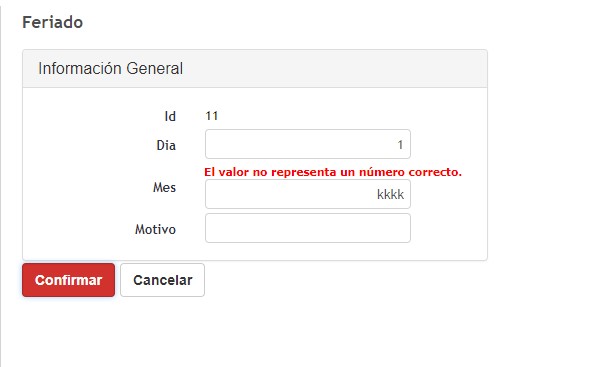 Feriado
Información General
Id 11
Dia 1
El valor no representa un número correcto.
Mes kkkk
Motivo
Confirmar Cancelar